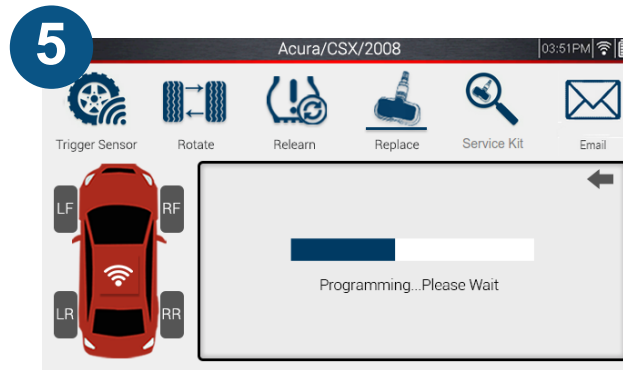 5
Acura/CSX/2008
03:51PM
Trigger Sensor
Rotate
Relearn
Replace
Service Kit
Email
LF
RF
Programming...Please Wait
LR
RR